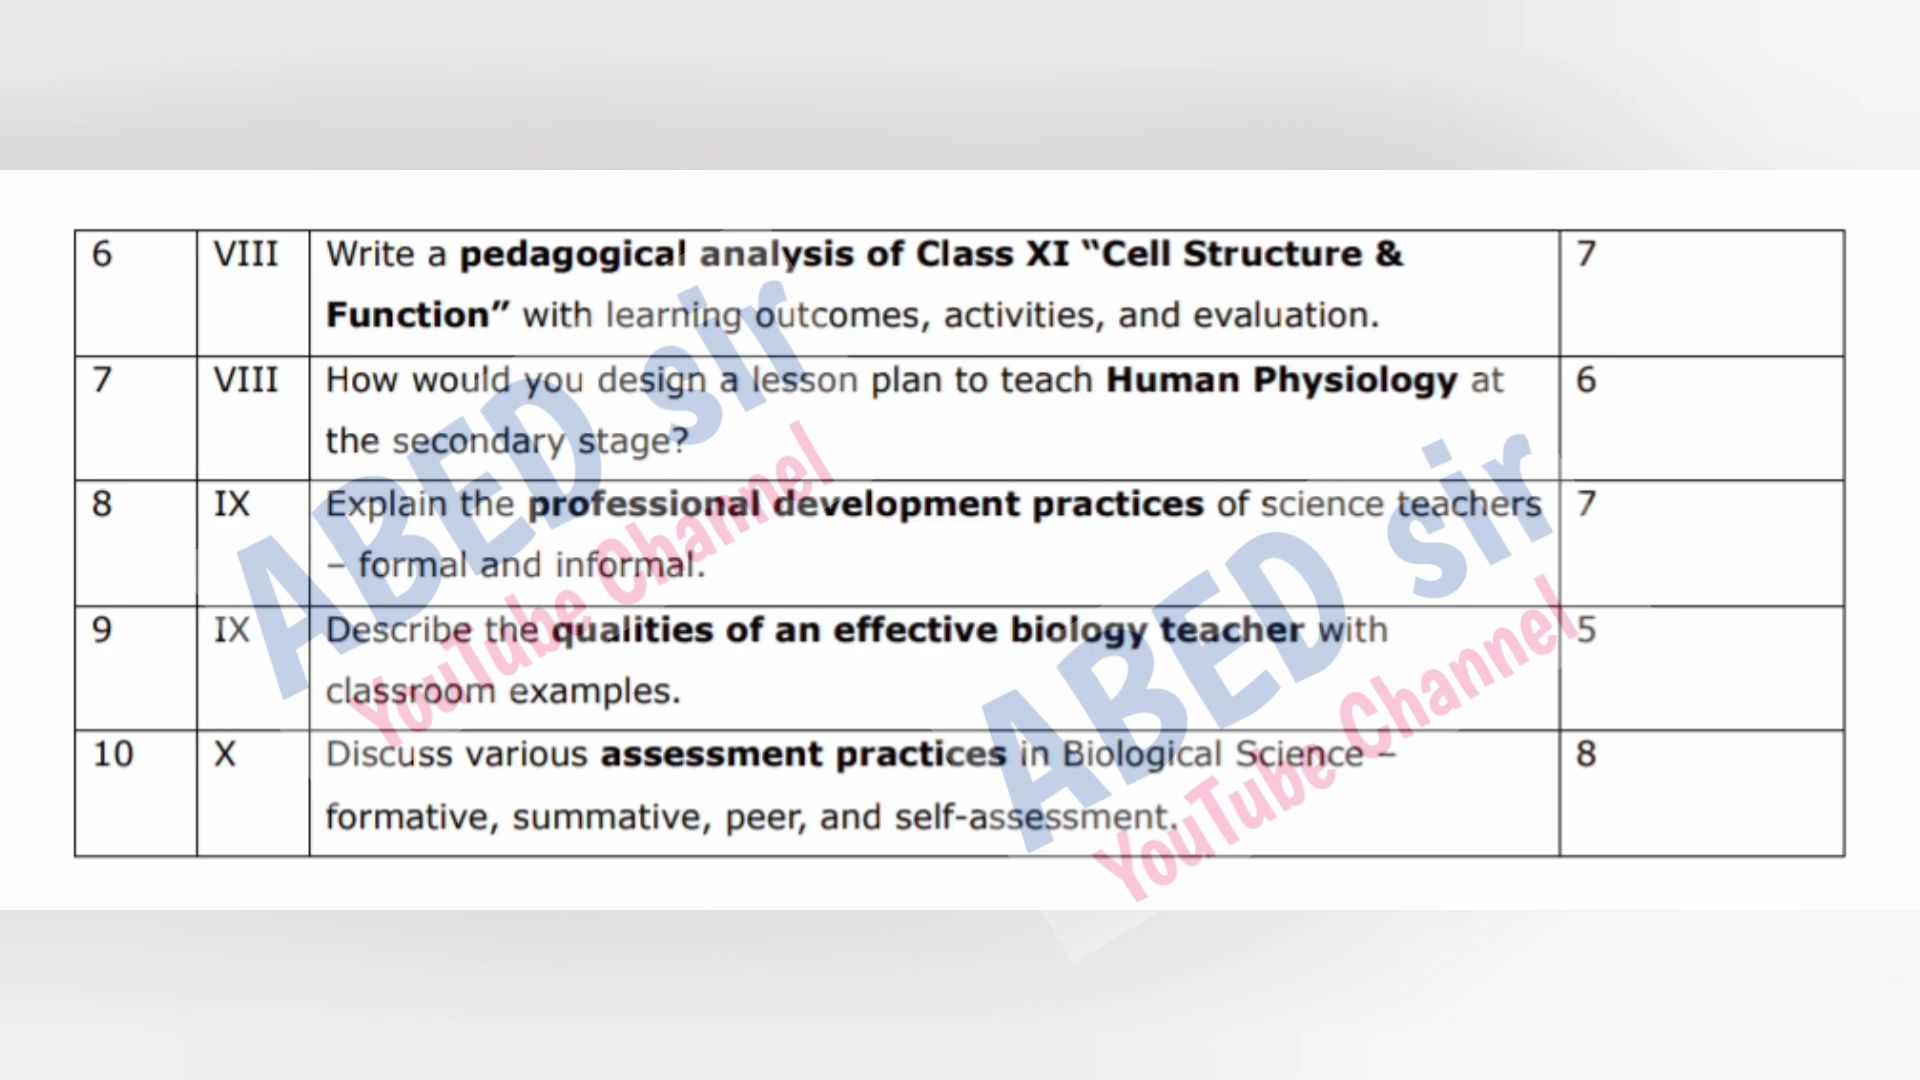 6 VIII Write a pedagogical analysis of Class XI “Cell Structure &
Function” with learning outcomes, activities, and evaluation. 7
7 VIII How would you design a lesson plan to teach Human Physiology at
the secondary stage? 6
8 IX Explain the professional development practices of science teachers
– formal and informal. 7
9 IX Describe the qualities of an effective biology teacher with
classroom examples. 5
10 X Discuss various assessment practices in Biological Science –
formative, summative, peer, and self-assessment. 8
ABED sir
YouTube Channel
ABED sir
YouTube Channel